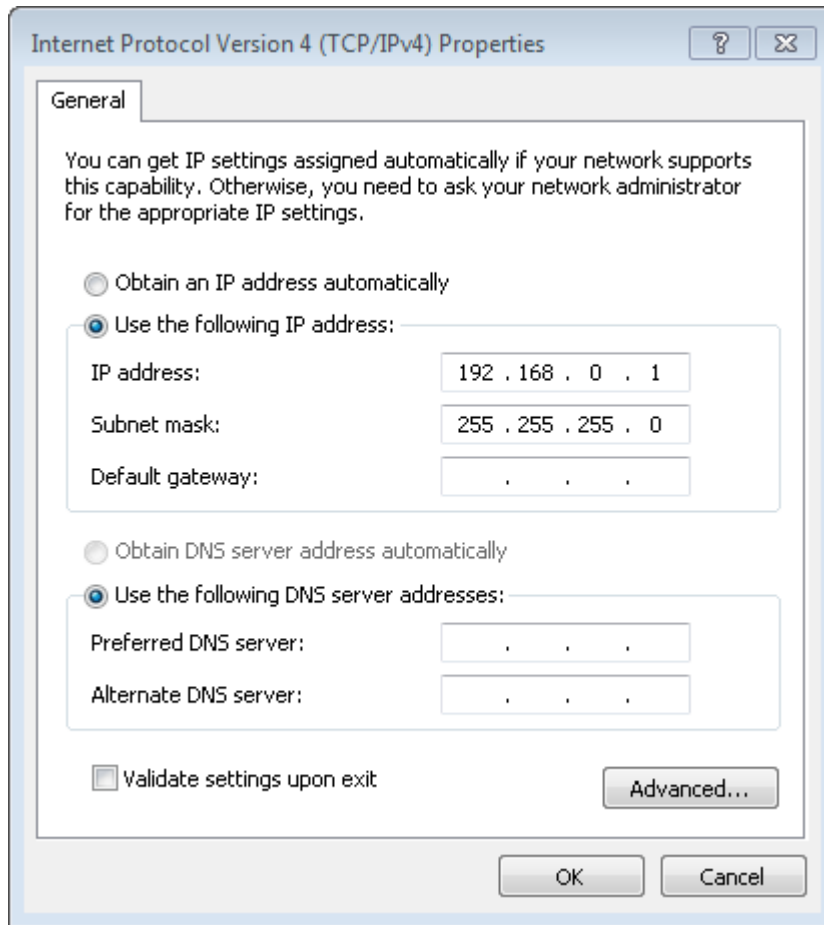 Internet Protocol Version 4 (TCP/IPv4) Properties
General
You can get IP settings assigned automatically if your network supports
this capability. Otherwise, you need to ask your network administrator
for the appropriate IP settings.
Obtain an IP address automatically
Use the following IP address:
IP address: 192 . 168 . 0 . 1
Subnet mask: 255 . 255 . 255 . 0
Default gateway: . . .
Obtain DNS server address automatically
Use the following DNS server addresses:
Preferred DNS server: . . .
Alternate DNS server: . . .
Validate settings upon exit
Advanced...
OK Cancel